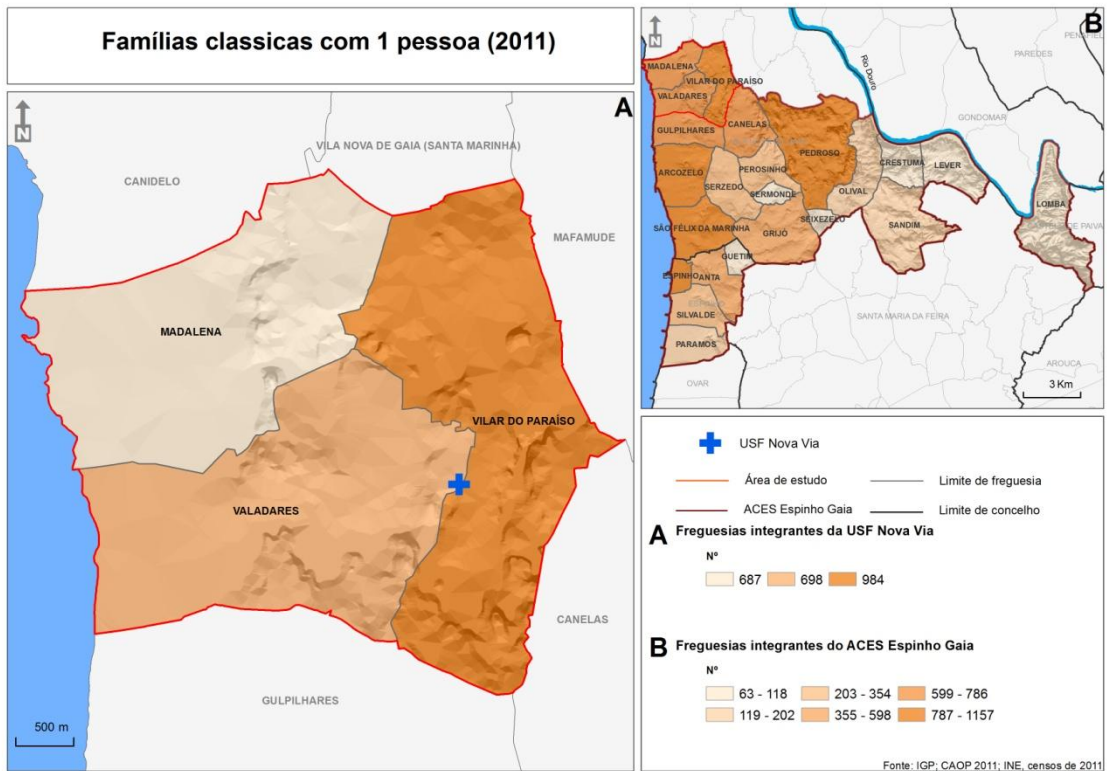 Famílias classicas com 1 pessoa (2011)
A
N
VILA NOVA DE GAIA (SANTA MARINHA)
CANIDELO
MAFAMUDE
MADALENA
VILAR DO PARAÍSO
VALADARES
CANELAS
GULPILHARES
500 m
B
N
PENAFIEL
PAREDES
Rio Douro
MADALENA
VILAR DO PARAÍSO
VALADARES
GONDOMAR
GULPILHARES
CANELAS
PEDROSO
CRESTUMA
LEVER
ARCOZELO
PEROSINHO
SERZEDO
SERMONDE
OLIVAL
LOMBA
SEIXEZELO
SÃO FÉLIX DA MARINHA
GRIJÓ
SANDIM
GUETIM
ESPINHO
ANTA
SILVALDE
SANTA MARIA DA FEIRA
PARAMOS
AROUCA
OVAR
3 Km
USF Nova Via
Área de estudo
Limite de freguesia
ACES Espinho Gaia
Limite de concelho
A Freguesias integrantes da USF Nova Via
Nº
687 698 984
B Freguesias integrantes do ACES Espinho Gaia
Nº
63 - 118 203 - 354 599 - 786
119 - 202 355 - 598 787 - 1157
Fonte: IGP; CAOP 2011; INE, censos de 2011